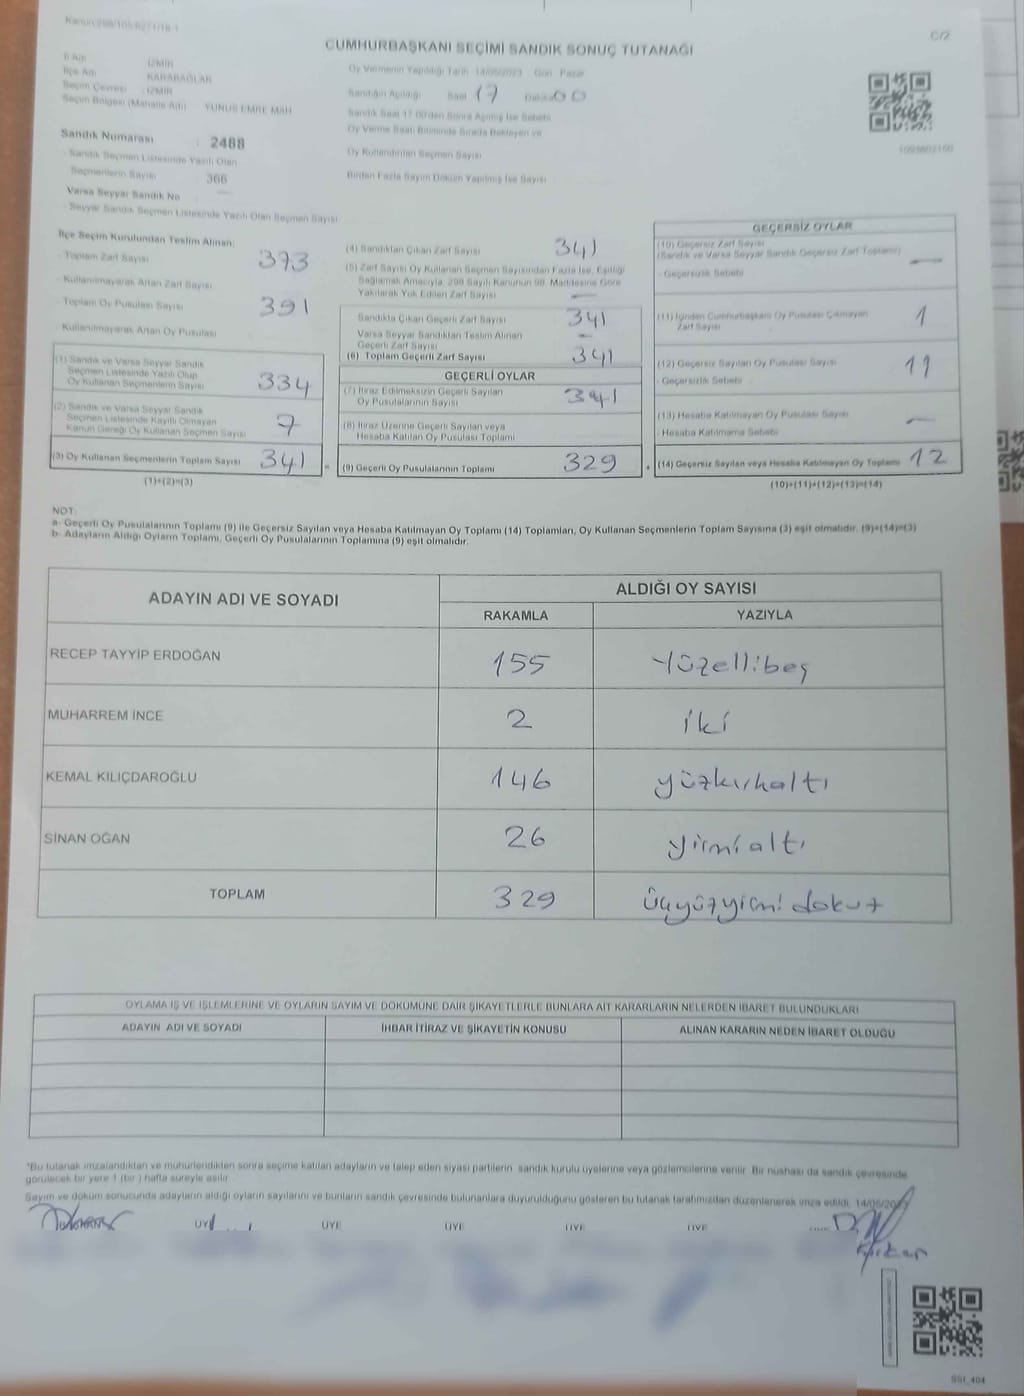 C/2
CUMHURBAŞKANI SEÇİMİ SANDIK SONUÇ TUTANAĞI
İl Adı : İZMİR
İlçe Adı : KARABAĞLAR
Seçim Çevresi : İZMİR
Seçim Bölgesi (Mahalle Adı) : YUNUS EMRE MAH
Sandık Numarası : 2488
Sandık Seçmen Listesinde Yazılı Olan
Seçmenlerin Sayısı : 366
Varsa Seyyar Sandık No
Seyyar Sandık Seçmen Listesinde Yazılı Olan Seçmen Sayısı
Oy Vermenin Yapıldığı Tarih 14/05/2023 Gün Pazar
Sandığın Açıldığı Saat 17 Dakika 00
Sandık Saat 17.00'den Sonra Açılmış İse Sebebi
Oy Verme Saati Bitiminde Sırada Bekleyen ve
Oy Kullandırılan Seçmen Sayısı
Birden Fazla Sayım Döküm Yapılmış İse Sayısı
İlçe Seçim Kurulundan Teslim Alınan;
- Toplam Zarf Sayısı 373
- Kullanılmayarak Artan Zarf Sayısı
- Toplam Oy Pusulası Sayısı 391
- Kullanılmayarak Artan Oy Pusulası
(1) Sandık ve Varsa Seyyar Sandık
Seçmen Listesinde Yazılı Olup
Oy Kullanan Seçmenlerin Sayısı 334
(2) Sandık ve Varsa Seyyar Sandık
Seçmen Listesinde Kayıtlı Olmayan
Kanun Gereği Oy Kullanan Seçmen Sayısı 7
(3) Oy Kullanan Seçmenlerin Toplam Sayısı 341 =
(1)+(2)=(3)
(4) Sandıktan Çıkan Zarf Sayısı 341
(5) Zarf Sayısı Oy Kullanan Seçmen Sayısından Fazla İse, Eşitliği
Sağlamak Amacıyla, 298 Sayılı Kanunun 98. Maddesine Göre
Yakılarak Yok Edilen Zarf Sayısı —
Sandıkta Çıkan Geçerli Zarf Sayısı 341
Varsa Seyyar Sandıktan Teslim Alınan
Geçerli Zarf Sayısı —
(6) Toplam Geçerli Zarf Sayısı 341
GEÇERLİ OYLAR
(7) İtiraz Edilmeksizin Geçerli Sayılan
Oy Pusulalarının Sayısı 341
(8) İtiraz Üzerine Geçerli Sayılan veya
Hesaba Katılan Oy Pusulası Toplamı
(9) Geçerli Oy Pusulalarının Toplamı 329 +
GEÇERSİZ OYLAR
(10) Geçersiz Zarf Sayısı
(Sandık ve Varsa Seyyar Sandık Geçersiz Zarf Toplamı) —
- Geçersizlik Sebebi
(11) İçinden Cumhurbaşkanı Oy Pusulası Çıkmayan
Zarf Sayısı 1
(12) Geçersiz Sayılan Oy Pusulası Sayısı 11
- Geçersizlik Sebebi
(13) Hesaba Katılmayan Oy Pusulası Sayısı —
- Hesaba Katılmama Sebebi
(14) Geçersiz Sayılan veya Hesaba Katılmayan Oy Toplamı 12
(10)+(11)+(12)+(13)=(14)
NOT:
a- Geçerli Oy Pusulalarının Toplamı (9) ile Geçersiz Sayılan veya Hesaba Katılmayan Oy Toplamı (14) Toplamları, Oy Kullanan Seçmenlerin Toplam Sayısına (3) eşit olmalıdır. (9)+(14)=(3)
b- Adayların Aldığı Oyların Toplamı, Geçerli Oy Pusulalarının Toplamına (9) eşit olmalıdır.
ADAYIN ADI VE SOYADI
ALDIĞI OY SAYISI
RAKAMLA YAZIYLA
RECEP TAYYİP ERDOĞAN 155 Yüzellibeş
MUHARREM İNCE 2 iki
KEMAL KILIÇDAROĞLU 146 yüzkırkaltı
SİNAN OĞAN 26 yirmialtı
TOPLAM 329 üçyüzyirmi dokuz
OYLAMA İŞ VE İŞLEMLERİNE VE OYLARIN SAYIM VE DÖKÜMÜNE DAİR ŞİKAYETLERLE BUNLARA AİT KARARLARIN NELERDEN İBARET BULUNDUKLARI
ADAYIN ADI VE SOYADI İHBAR İTİRAZ VE ŞİKAYETİN KONUSU ALINAN KARARIN NEDEN İBARET OLDUĞU
*Bu tutanak imzalandıktan ve mühürlendikten sonra seçime katılan adayların ve talep eden siyasi partilerin sandık kurulu üyelerine veya gözlemcilerine verilir. Bir nüshası da sandık çevresinde
görülecek bir yere 1 (bir ) hafta süreyle asılır.
Sayım ve döküm sonucunda adayların aldığı oyların sayılarını ve bunların sandık çevresinde bulunanlara duyurulduğunu gösteren bu tutanak tarafımızdan düzenlenerek imza edildi. 14/05/2023
ÜYE ÜYE ÜYE ÜYE ÜYE
SSI_404